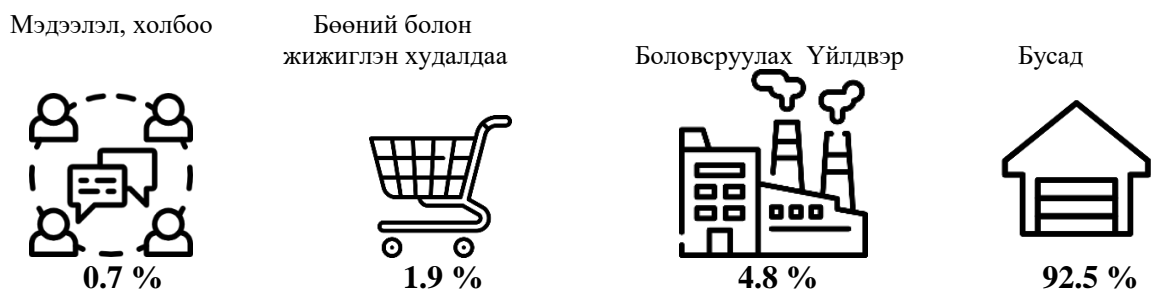 Мэдээлэл, холбоо
Бөөний болон
жижиглэн худалдаа
Боловсруулах Үйлдвэр
Бусад
0.7 %
1.9 %
4.8 %
92.5 %